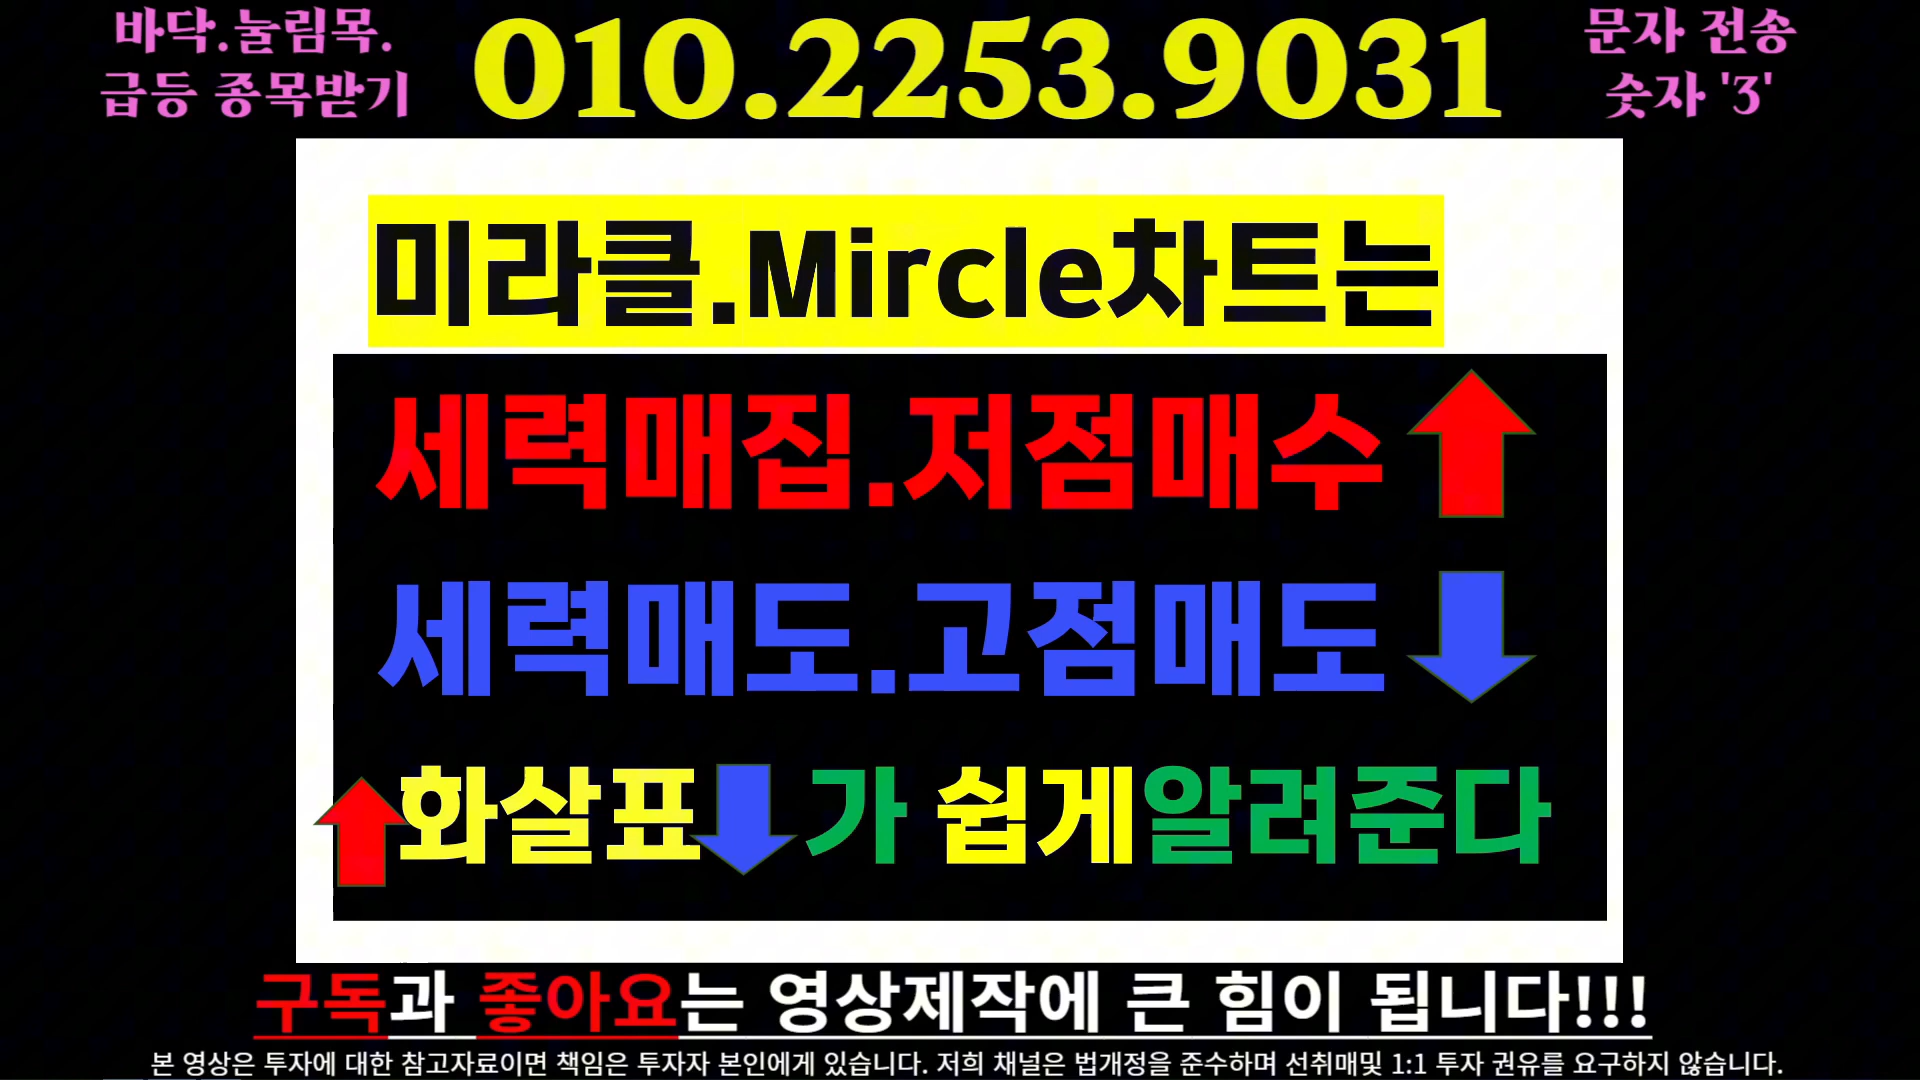 바닥.눌림목.
급등 종목받기
010.2253.9031
문자 전송
숫자 '3'
미라클.Mircle차트는
세력매집.저점매수
세력매도.고점매도
화살표가 쉽게알려준다
구독과 좋아요는 영상제작에 큰 힘이 됩니다!!!
본 영상은 투자에 대한 참고자료이면 책임은 투자자 본인에게 있습니다. 저희 채널은 법개정을 준수하며 선취매및 1:1 투자 권유를 요구하지 않습니다.